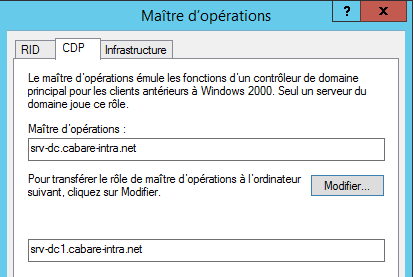 Maître d'opérations
?
x
RID
CDP
Infrastructure
Le maître d'opérations émule les fonctions d'un contrôleur de domaine
principal pour les clients antérieurs à Windows 2000. Seul un serveur du
domaine joue ce rôle.
Maître d'opérations :
srv-dc.cabare-intra.net
Pour transférer le rôle de maître d'opérations à l'ordinateur
suivant, cliquez sur Modifier.
Modifier...
srv-dc1.cabare-intra.net